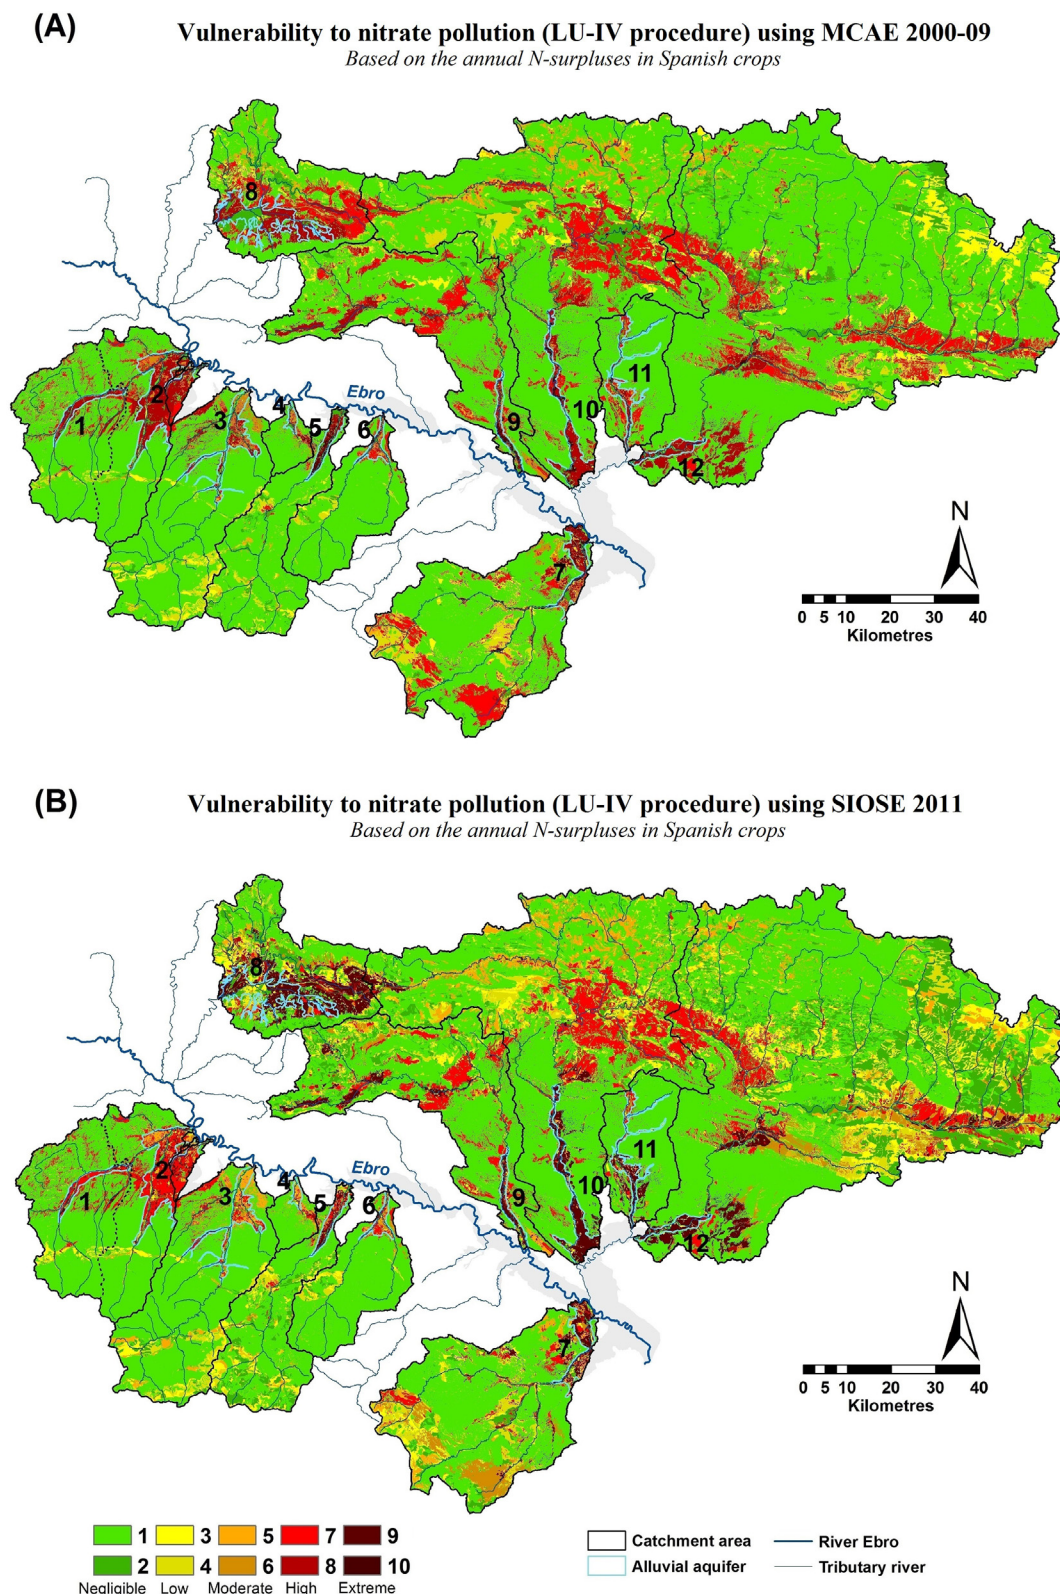 (A)
Vulnerability to nitrate pollution (LU-IV procedure) using MCAE 2000-09
Based on the annual N-surpluses in Spanish crops
8
Ebro
2
1
3
4
5
6
9
10
11
12
7
N
0 5 10 20 30 40
Kilometres
(B)
Vulnerability to nitrate pollution (LU-IV procedure) using SIOSE 2011
Based on the annual N-surpluses in Spanish crops
8
Ebro
2
1
3
4
5
6
9
10
11
12
7
N
0 5 10 20 30 40
Kilometres
1 3 5 7 9
2 4 6 8 10
Negligible Low Moderate High Extreme
Catchment area
River Ebro
Alluvial aquifer
Tributary river